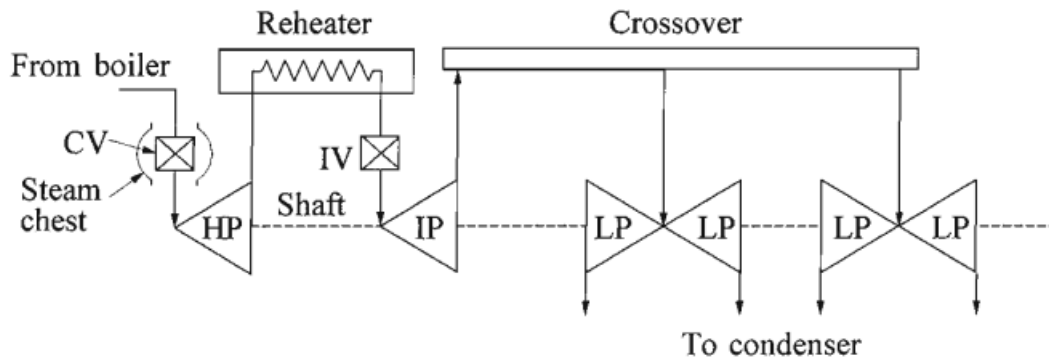 Reheater
Crossover
From boiler
CV
IV
Steam
chest
Shaft
HP
IP
LP
LP
LP
LP
To condenser